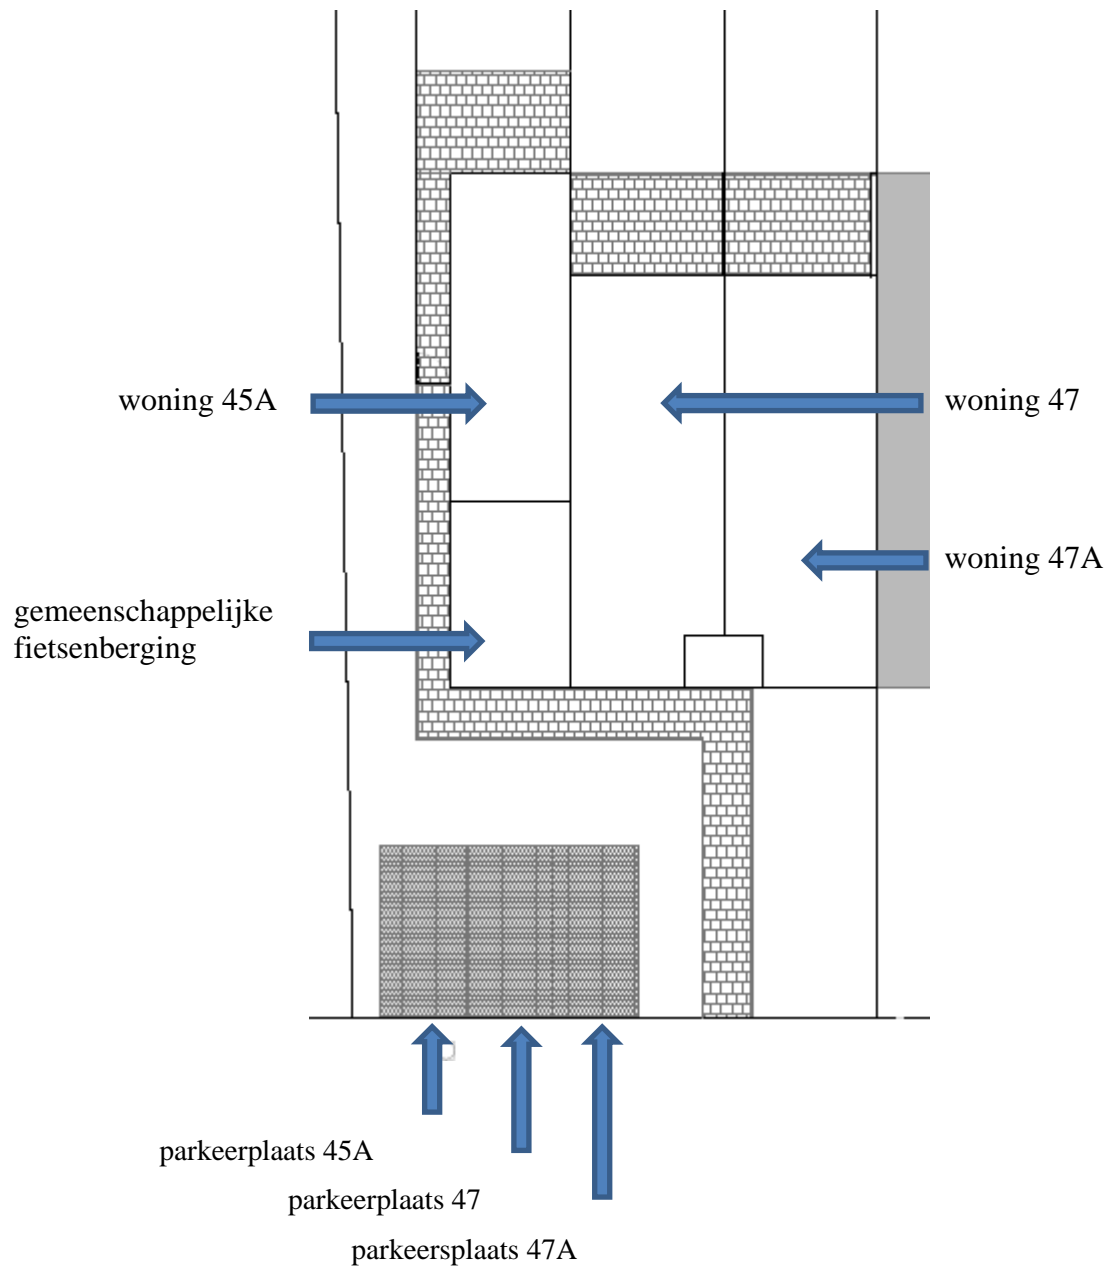 woning 45A
woning 47
woning 47A
gemeenschappelijke
fietsenberging
parkeerplaats 45A
parkeerplaats 47
parkeersplaats 47A